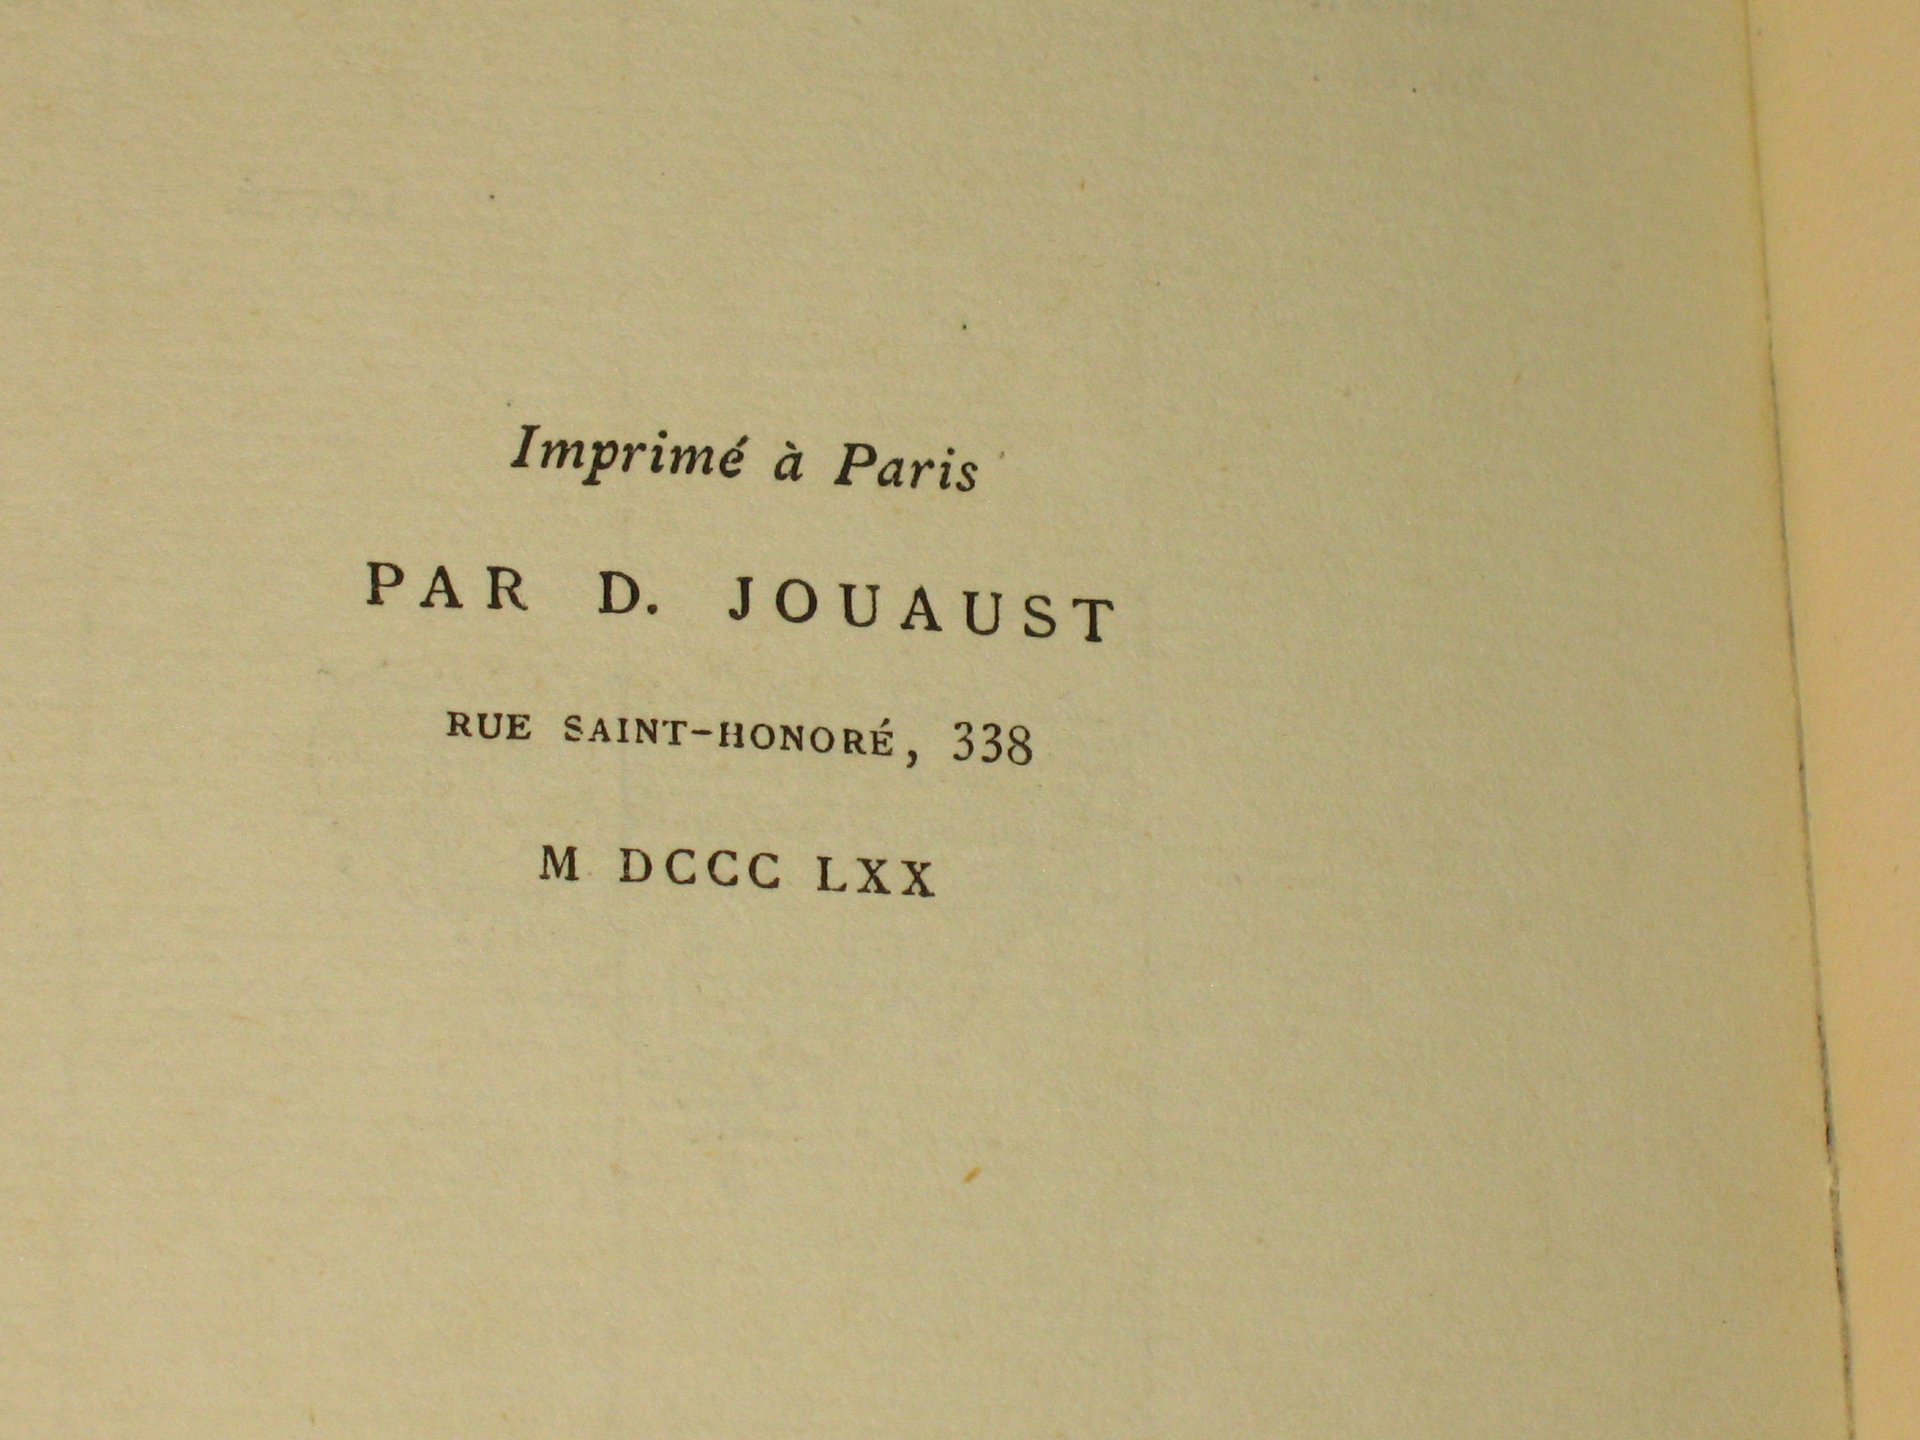 Imprimé à Paris
PAR D. JOUAUST
RUE SAINT-HONORÉ, 338
M DCCC LXX